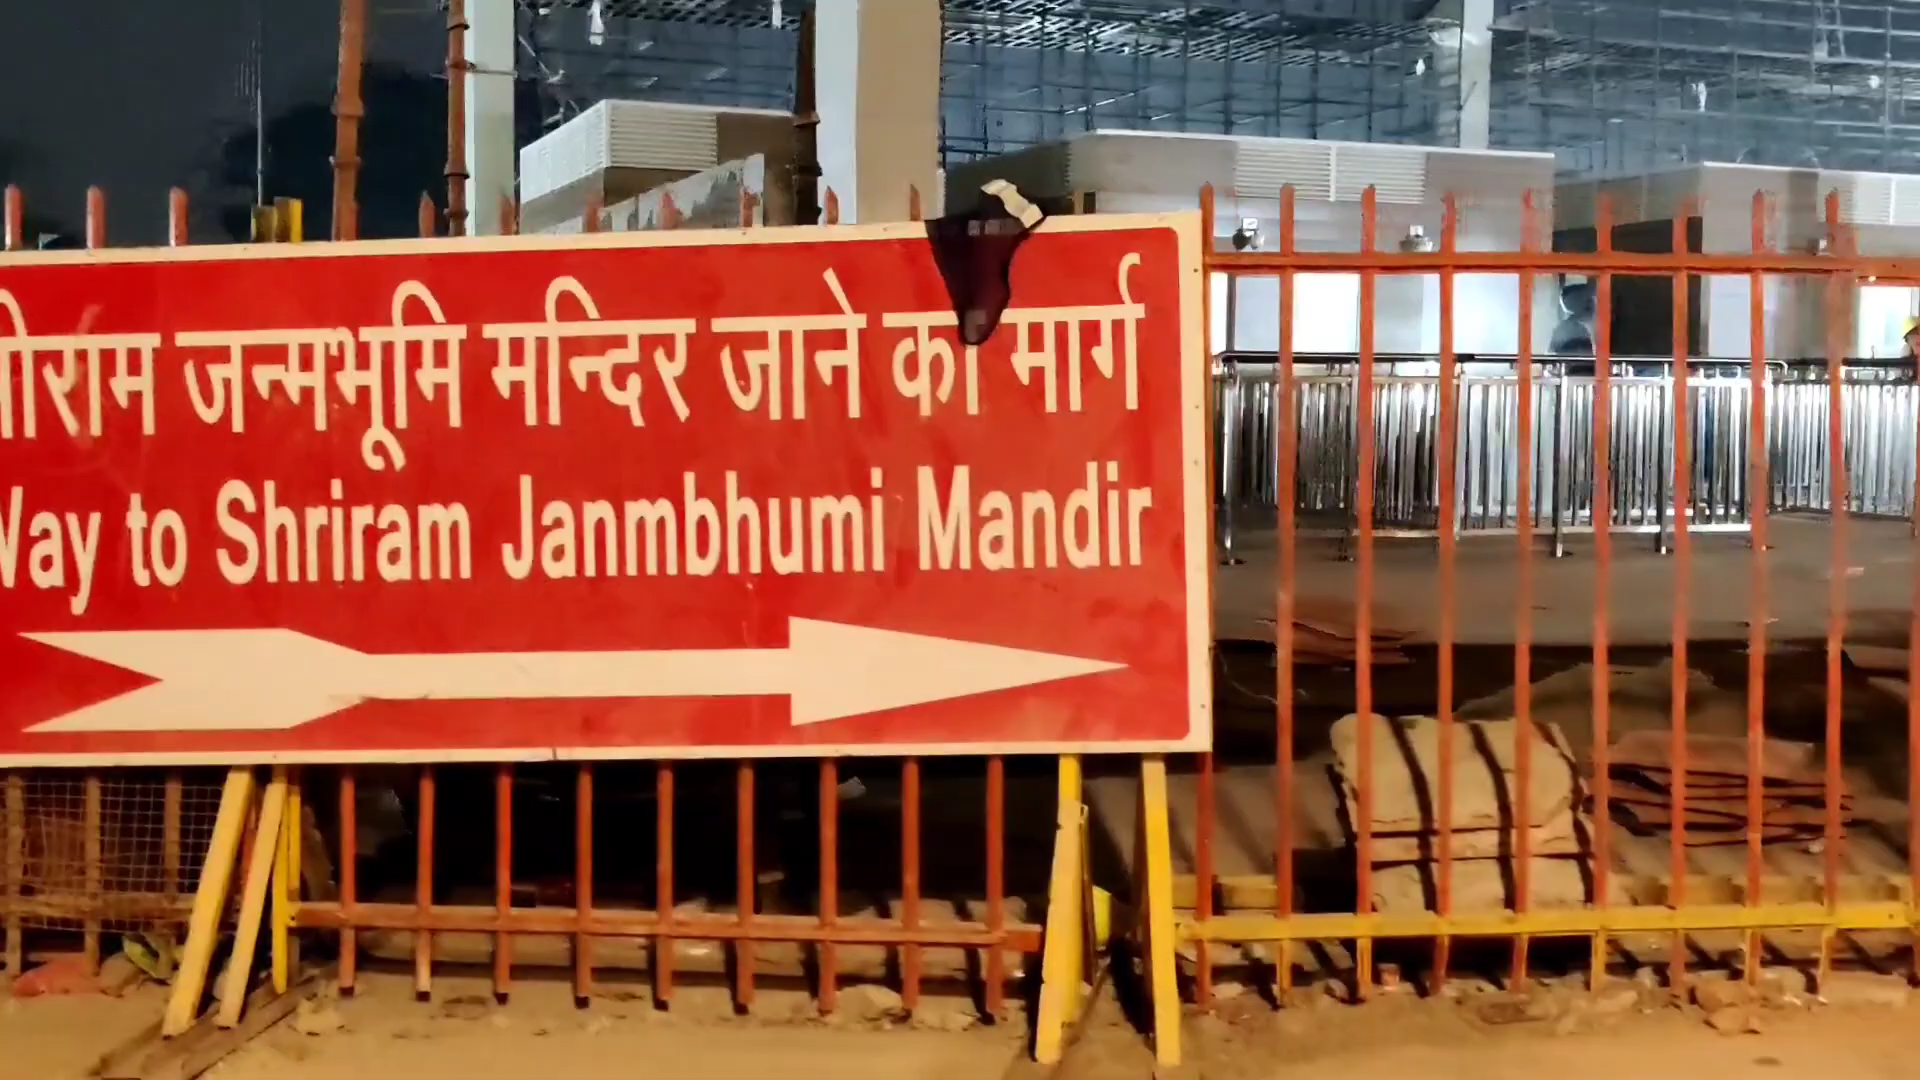 श्रीराम जन्मभूमि मन्दिर जाने का मार्ग
Way to Shriram Janmbhumi Mandir